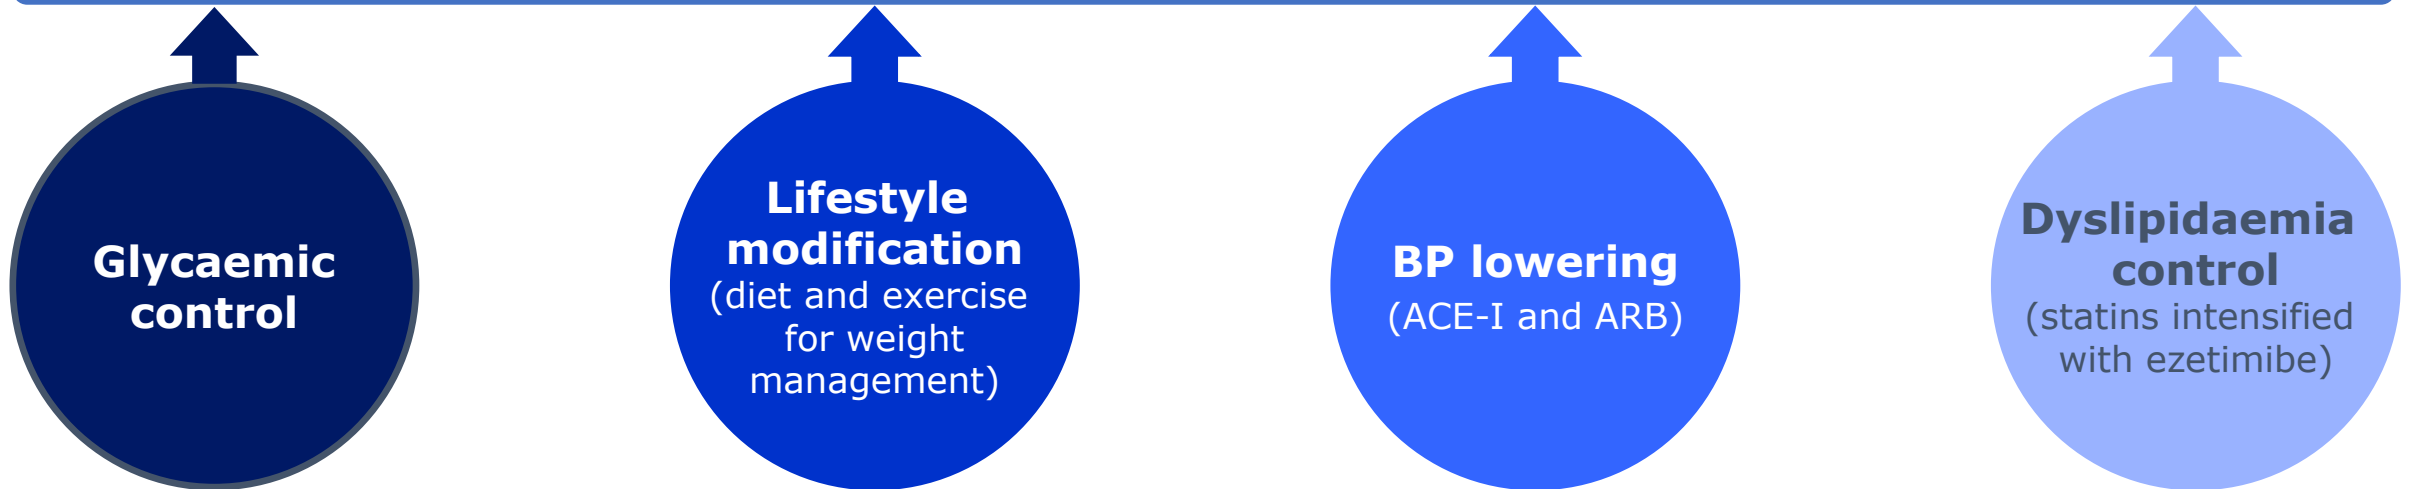 Glycaemic
control
Lifestyle
modification
(diet and exercise
for weight
management)
BP lowering
(ACE-I and ARB)
Dyslipidaemia
control
(statins intensified
with ezetimibe)